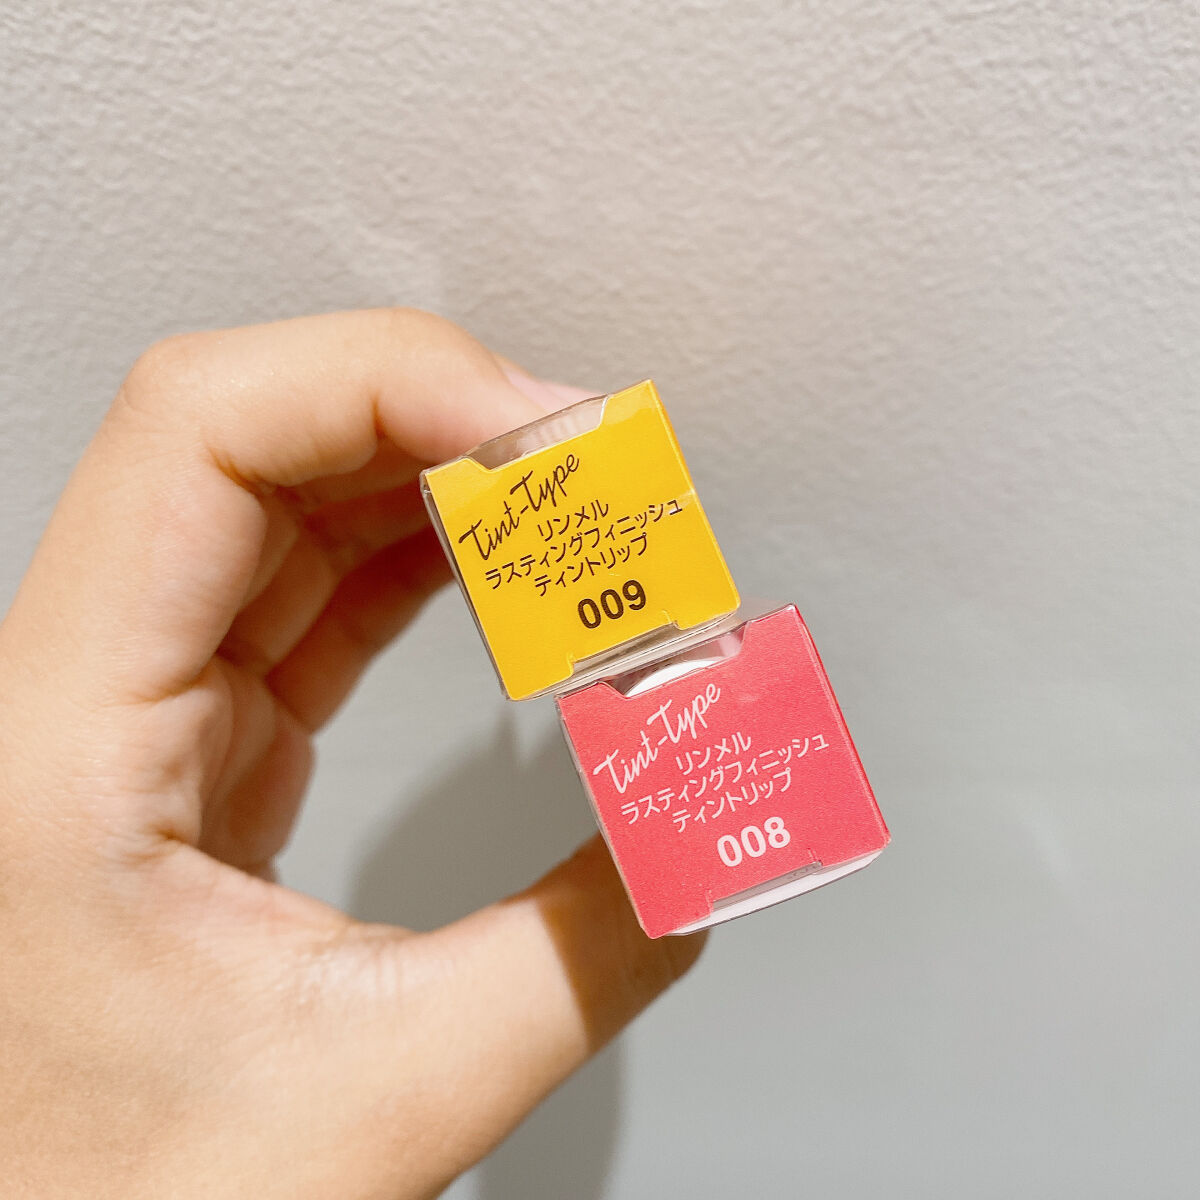 Tint-Type
リンメル
ラスティングフィニッシュ
ティントリップ
009
Tint-Type
リンメル
ラスティングフィニッシュ
ティントリップ
008